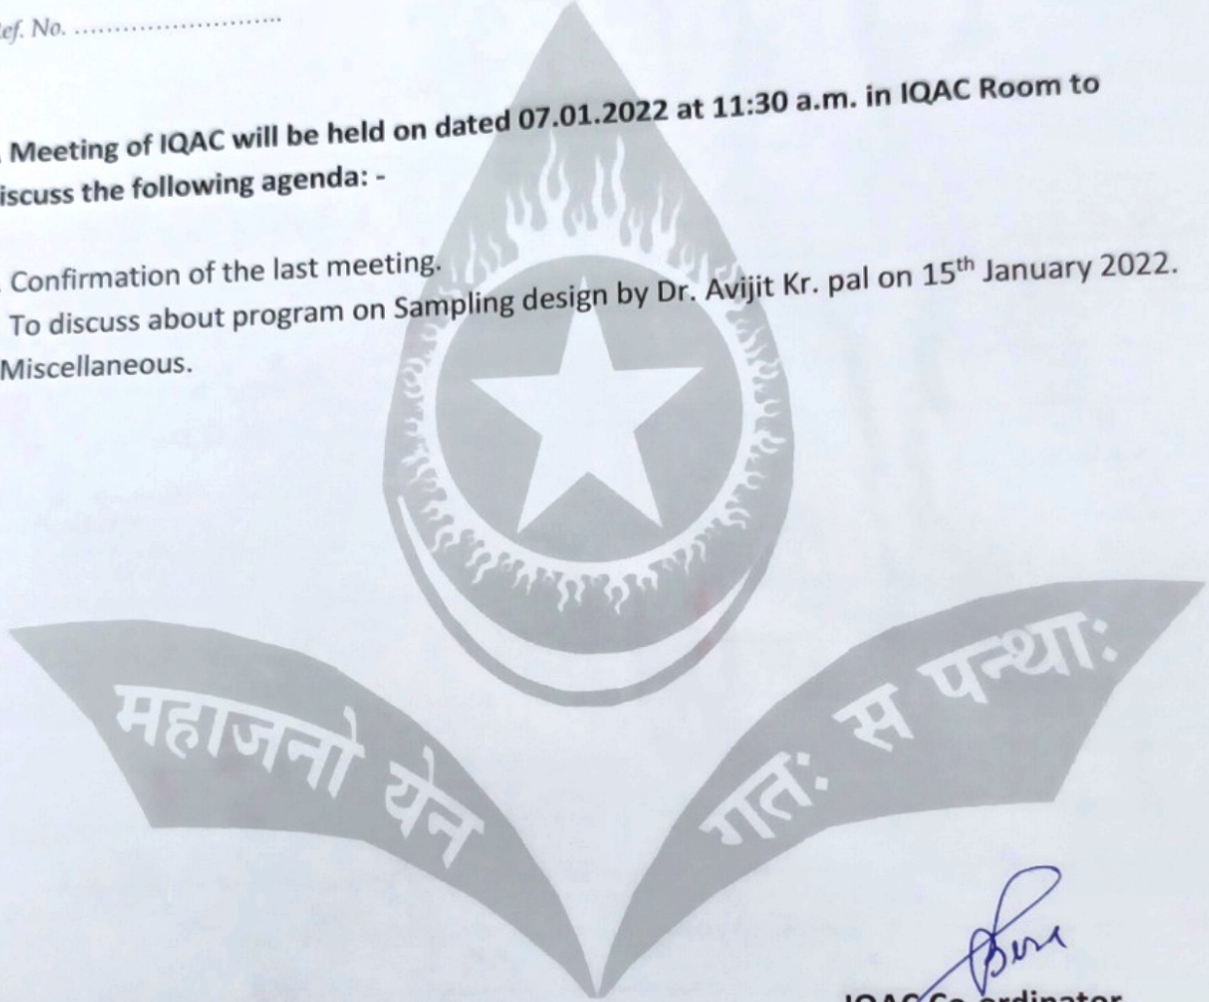 ef. No. ..............................
Meeting of IQAC will be held on dated 07.01.2022 at 11:30 a.m. in IQAC Room to
iscuss the following agenda: -
Confirmation of the last meeting.
To discuss about program on Sampling design by Dr. Avijit Kr. pal on 15th January 2022.
Miscellaneous.
महाजनो येन
गतः स पन्थाः
IQAC Co-ordinator